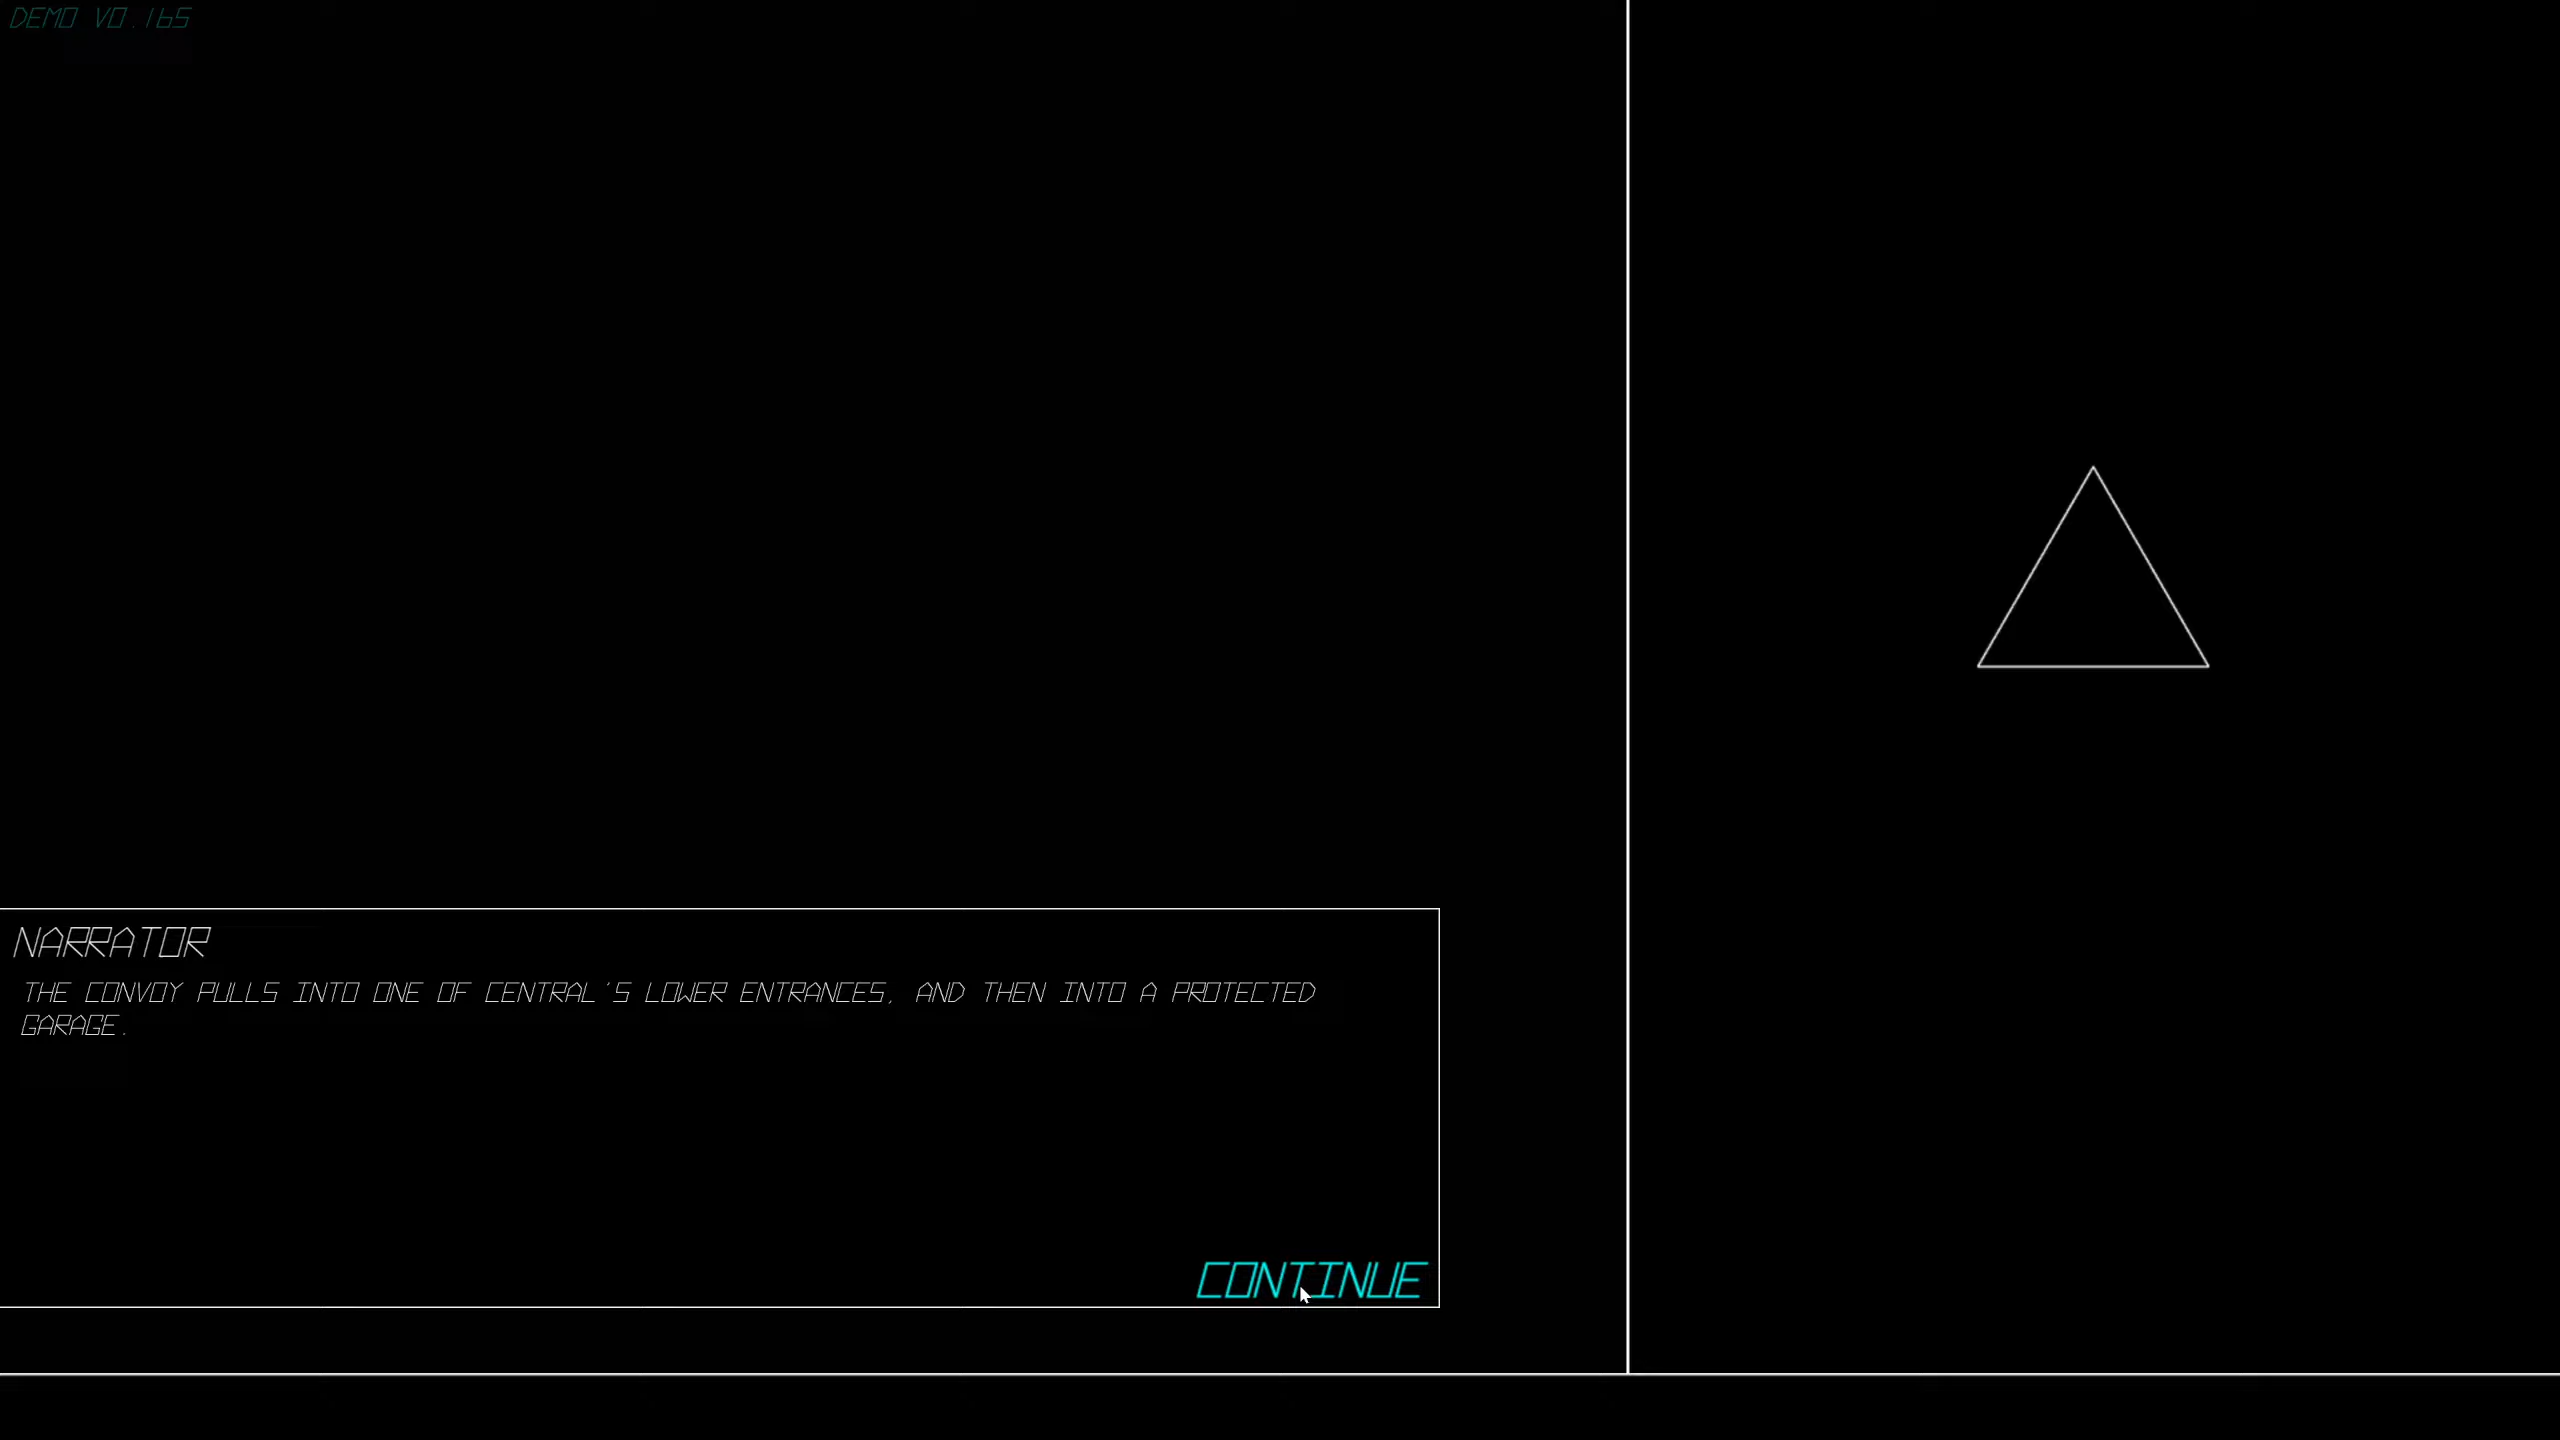 DEMO V0.165
NARRATOR
THE CONVOY PULLS INTO ONE OF CENTRAL'S LOWER ENTRANCES, AND THEN INTO A PROTECTED
GARAGE.
CONTINUE